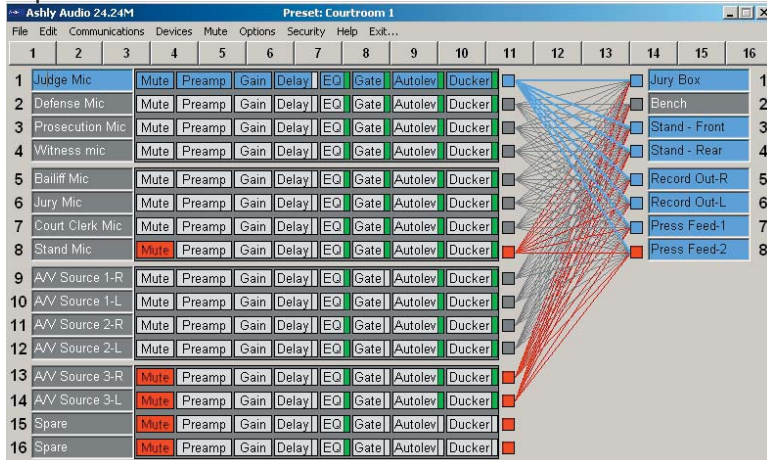 Ashly Audio 24.24M Preset: Courtroom 1
File Edit Communications Devices Mute Options Security Help Exit...
1 2 3 4 5 6 7 8 9 10 11 12 13 14 15 16
1 Judge Mic Mute Preamp Gain Delay EQ Gate Autolev Ducker Jury Box 1
2 Defense Mic Mute Preamp Gain Delay EQ Gate Autolev Ducker Bench 2
3 Prosecution Mic Mute Preamp Gain Delay EQ Gate Autolev Ducker Stand - Front 3
4 Witness mic Mute Preamp Gain Delay EQ Gate Autolev Ducker Stand - Rear 4
5 Bailiff Mic Mute Preamp Gain Delay EQ Gate Autolev Ducker Record Out-R 5
6 Jury Mic Mute Preamp Gain Delay EQ Gate Autolev Ducker Record Out-L 6
7 Court Clerk Mic Mute Preamp Gain Delay EQ Gate Autolev Ducker Press Feed-1 7
8 Stand Mic Mute Preamp Gain Delay EQ Gate Autolev Ducker Press Feed-2 8
9 A/V Source 1-R Mute Preamp Gain Delay EQ Gate Autolev Ducker
10 A/V Source 1-L Mute Preamp Gain Delay EQ Gate Autolev Ducker
11 A/V Source 2-R Mute Preamp Gain Delay EQ Gate Autolev Ducker
12 A/V Source 2-L Mute Preamp Gain Delay EQ Gate Autolev Ducker
13 A/V Source 3-R Mute Preamp Gain Delay EQ Gate Autolev Ducker
14 A/V Source 3-L Mute Preamp Gain Delay EQ Gate Autolev Ducker
15 Spare Mute Preamp Gain Delay EQ Gate Autolev Ducker
16 Spare Mute Preamp Gain Delay EQ Gate Autolev Ducker